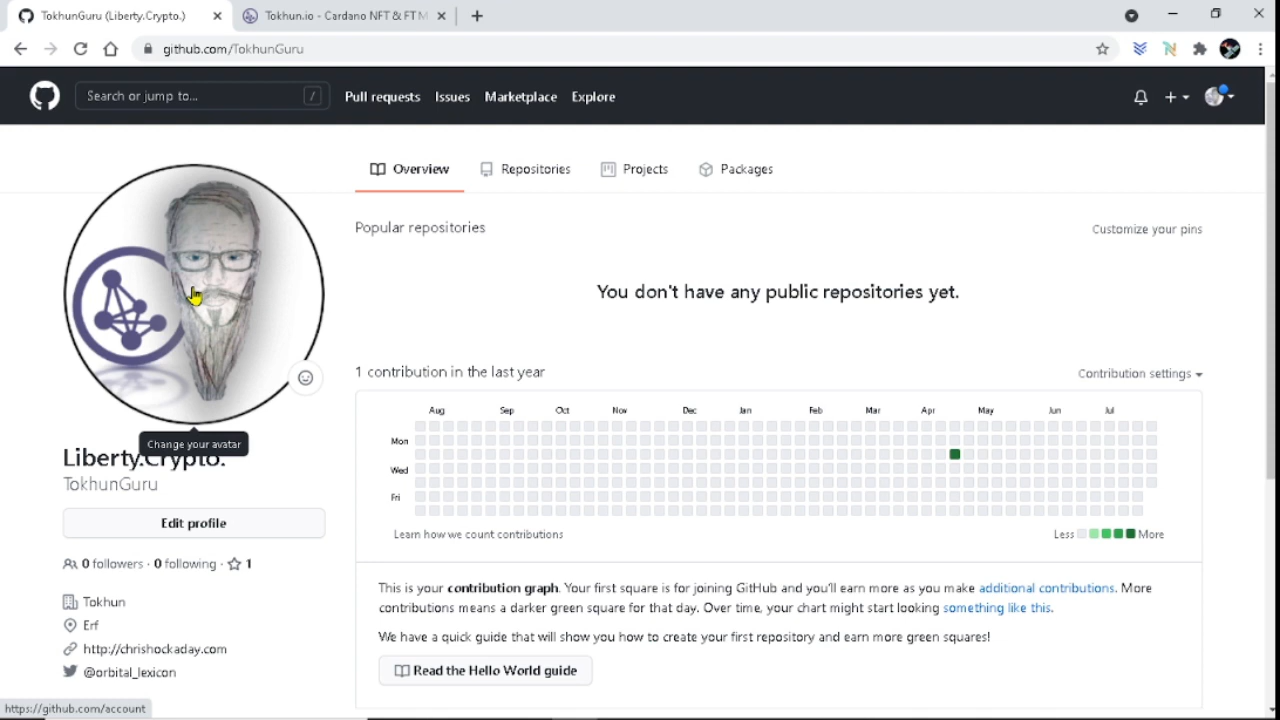 TokhunGuru (Liberty.Crypto.)
Tokhun.io - Cardano NFT & FT M
github.com/TokhunGuru
Search or jump to...
/
Pull requests
Issues
Marketplace
Explore
Overview
Repositories
Projects
Packages
Popular repositories
Customize your pins
You don't have any public repositories yet.
Change your avatar
Liberty.Crypto.
TokhunGuru
Edit profile
0 followers · 0 following · 1
Tokhun
Erf
http://chrishockaday.com
@orbital_lexicon
1 contribution in the last year
Contribution settings
Aug Sep Oct Nov Dec Jan Feb Mar Apr May Jun Jul
Mon
Wed
Fri
Learn how we count contributions
Less More
This is your contribution graph. Your first square is for joining GitHub and you'll earn more as you make additional contributions. More
contributions means a darker green square for that day. Over time, your chart might start looking something like this.
We have a quick guide that will show you how to create your first repository and earn more green squares!
Read the Hello World guide
https://github.com/account